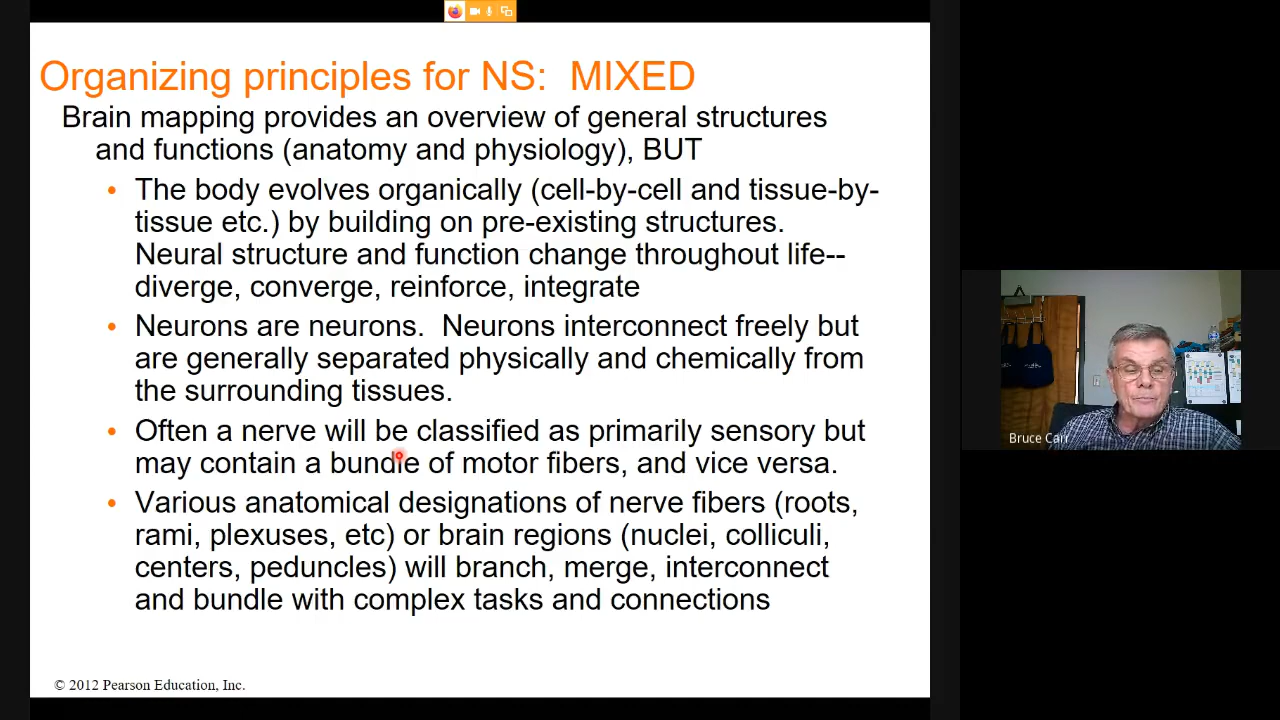 Organizing principles for NS:  MIXED
Brain mapping provides an overview of general structures
and functions (anatomy and physiology), BUT
• The body evolves organically (cell-by-cell and tissue-by-
tissue etc.) by building on pre-existing structures.
Neural structure and function change throughout life--
diverge, converge, reinforce, integrate
• Neurons are neurons.  Neurons interconnect freely but
are generally separated physically and chemically from
the surrounding tissues.
• Often a nerve will be classified as primarily sensory but
may contain a bundle of motor fibers, and vice versa.
• Various anatomical designations of nerve fibers (roots,
rami, plexuses, etc) or brain regions (nuclei, colliculi,
centers, peduncles) will branch, merge, interconnect
and bundle with complex tasks and connections
© 2012 Pearson Education, Inc.
Bruce Carr